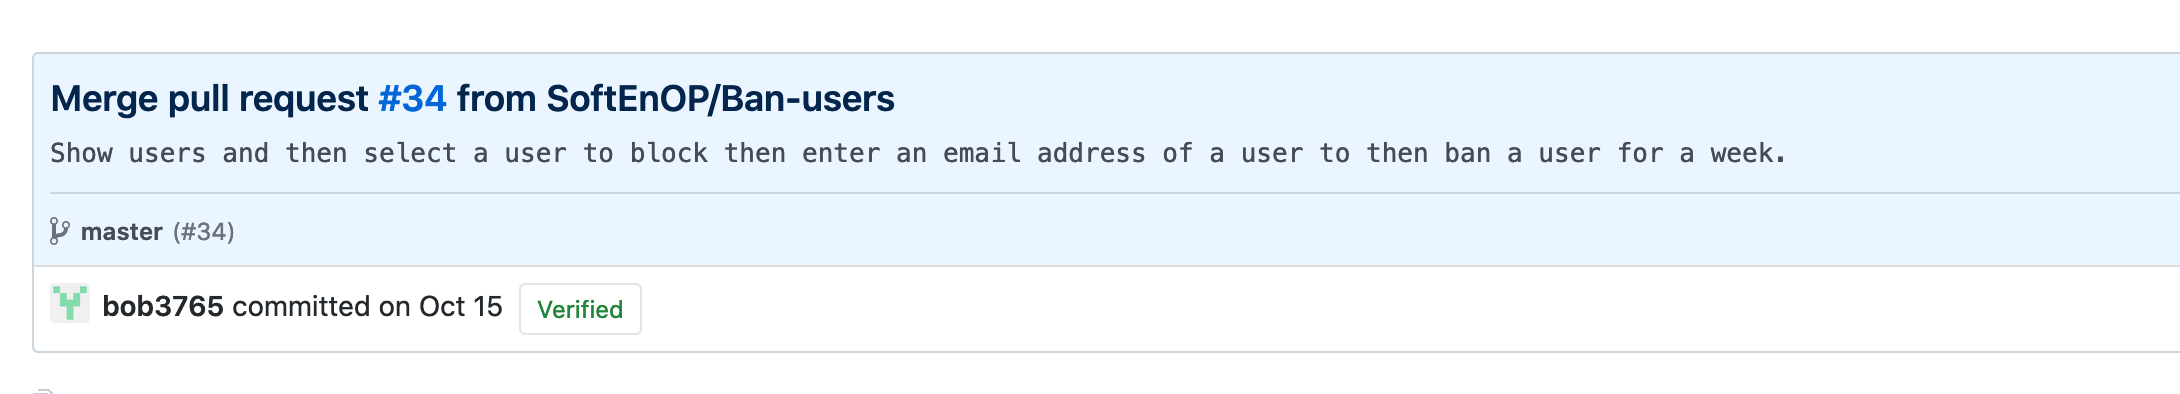 Merge pull request #34 from SoftEnOP/Ban-users
Show users and then select a user to block then enter an email address of a user to then ban a user for a week.
master (#34)
bob3765 committed on Oct 15 Verified